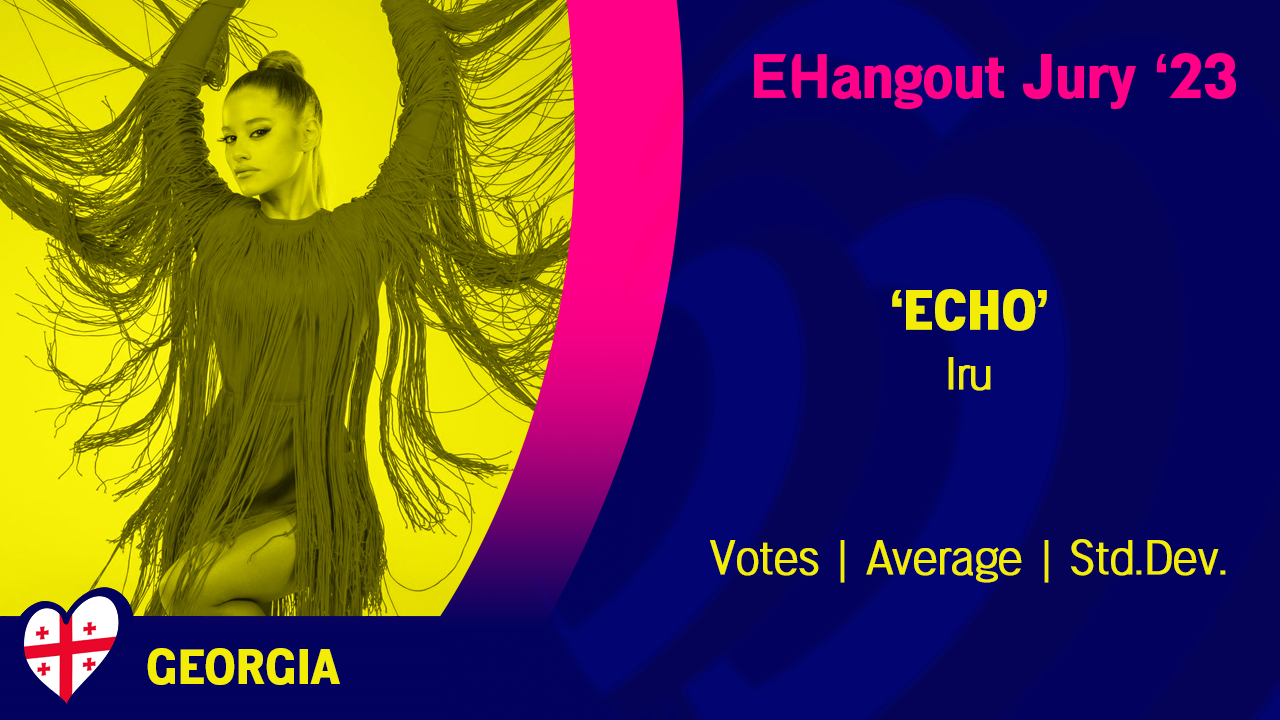 EHangout Jury ‘23
‘ECHO’
Iru
Votes | Average | Std.Dev.
GEORGIA